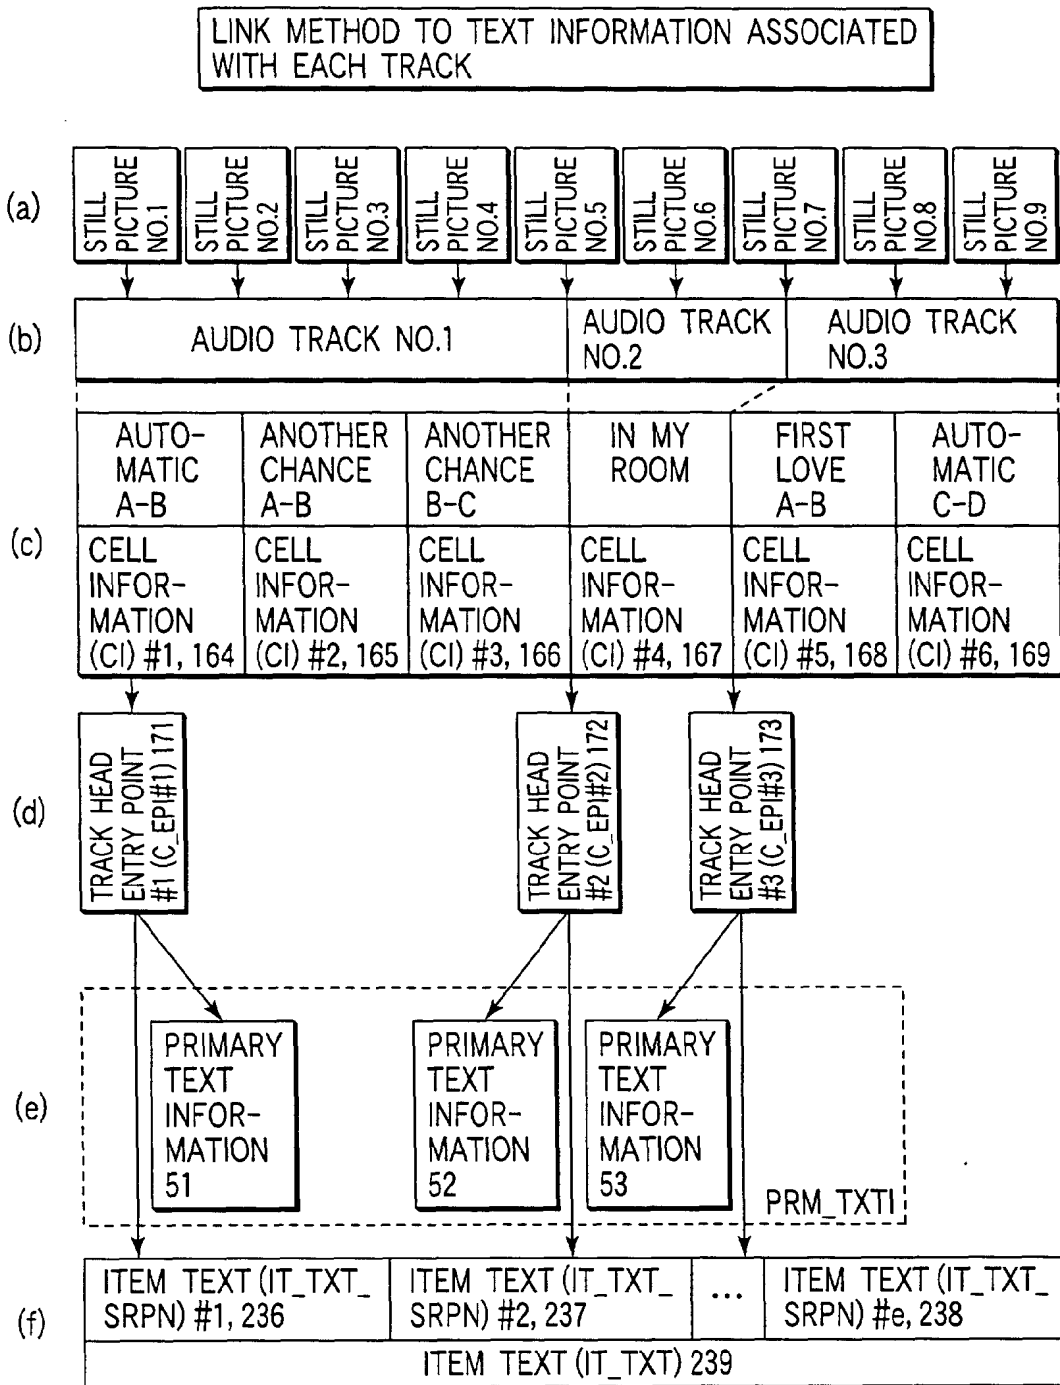 LINK METHOD TO TEXT INFORMATION ASSOCIATED
WITH EACH TRACK
(a)
STILL
PICTURE
NO.1
STILL
PICTURE
NO.2
STILL
PICTURE
NO.3
STILL
PICTURE
NO.4
STILL
PICTURE
NO.5
STILL
PICTURE
NO.6
STILL
PICTURE
NO.7
STILL
PICTURE
NO.8
STILL
PICTURE
NO.9
(b)
AUDIO TRACK NO.1
AUDIO TRACK
NO.2
AUDIO TRACK
NO.3
(c)
AUTO-
MATIC
A-B
ANOTHER
CHANCE
A-B
ANOTHER
CHANCE
B-C
IN MY
ROOM
FIRST
LOVE
A-B
AUTO-
MATIC
C-D
CELL
INFOR-
MATION
(CI) #1, 164
CELL
INFOR-
MATION
(CI) #2, 165
CELL
INFOR-
MATION
(CI) #3, 166
CELL
INFOR-
MATION
(CI) #4, 167
CELL
INFOR-
MATION
(CI) #5, 168
CELL
INFOR-
MATION
(CI) #6, 169
(d)
TRACK HEAD
ENTRY POINT
#1 (C_EPI#1) 171
TRACK HEAD
ENTRY POINT
#2 (C_EPI#2) 172
TRACK HEAD
ENTRY POINT
#3 (C_EPI#3) 173
(e)
PRIMARY
TEXT
INFOR-
MATION
51
PRIMARY
TEXT
INFOR-
MATION
52
PRIMARY
TEXT
INFOR-
MATION
53
PRM_TXTI
(f)
ITEM TEXT (IT_TXT_
SRPN) #1, 236
ITEM TEXT (IT_TXT_
SRPN) #2, 237
...
ITEM TEXT (IT_TXT_
SRPN) #e, 238
ITEM TEXT (IT_TXT) 239